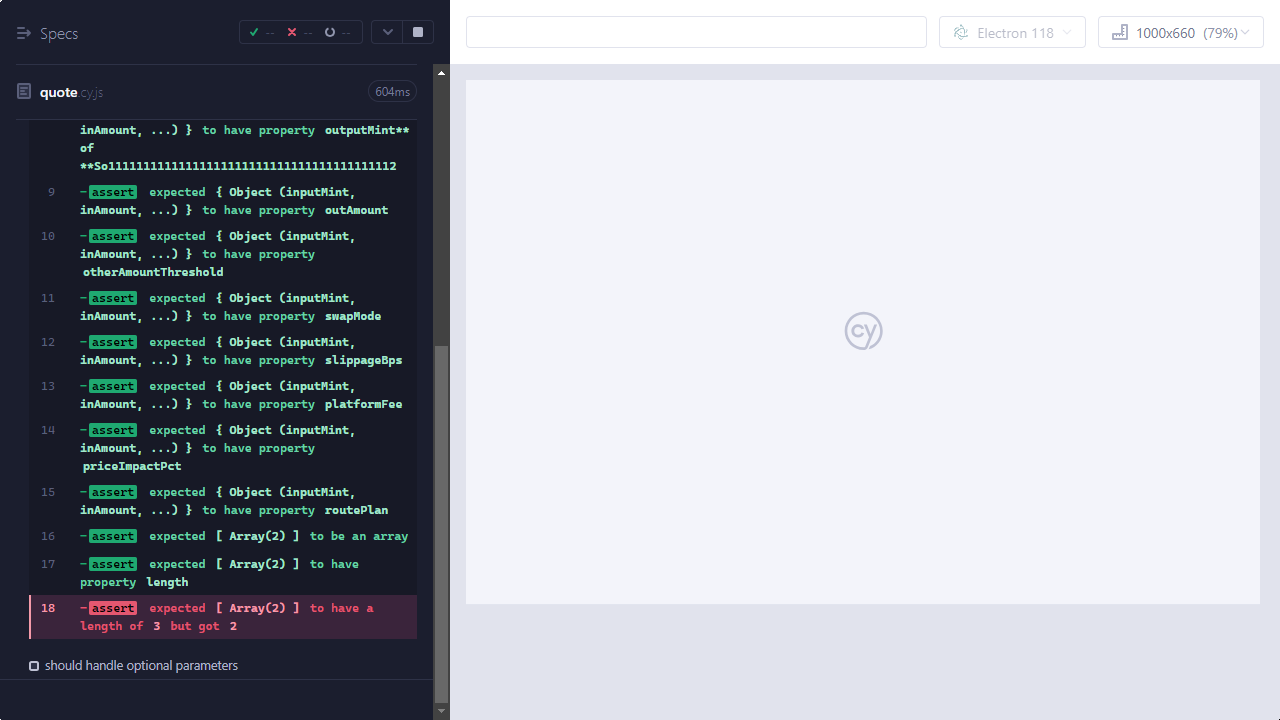 Specs
-- -- --
quote.cy.js
604ms
inAmount, ...) } to have property outputMint**
of
**So11111111111111111111111111111111111111112
9 -assert expected { Object (inputMint,
inAmount, ...) } to have property outAmount
10 -assert expected { Object (inputMint,
inAmount, ...) } to have property
otherAmountThreshold
11 -assert expected { Object (inputMint,
inAmount, ...) } to have property swapMode
12 -assert expected { Object (inputMint,
inAmount, ...) } to have property slippageBps
13 -assert expected { Object (inputMint,
inAmount, ...) } to have property platformFee
14 -assert expected { Object (inputMint,
inAmount, ...) } to have property
priceImpactPct
15 -assert expected { Object (inputMint,
inAmount, ...) } to have property routePlan
16 -assert expected [ Array(2) ] to be an array
17 -assert expected [ Array(2) ] to have
property length
18 -assert expected [ Array(2) ] to have a
length of 3 but got 2
should handle optional parameters
Electron 118
1000x660 (79%)
cy